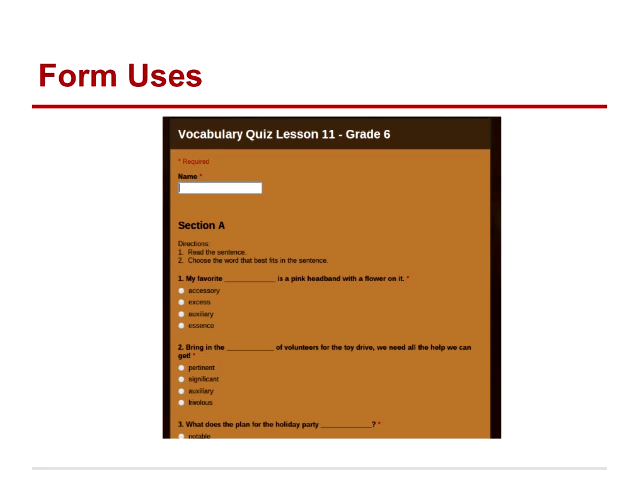 Form Uses
Vocabulary Quiz Lesson 11 - Grade 6
* Required
Name *
Section A
Directions:
1. Read the sentence.
2. Choose the word that best fits in the sentence.
1. My favorite ____________ is a pink headband with a flower on it. *
accessory
excess
auxiliary
essence
2. Bring in the ____________ of volunteers for the toy drive, we need all the help we can
get! *
pertinent
significant
auxiliary
frivolous
3. What does the plan for the holiday party _____________? *
notable